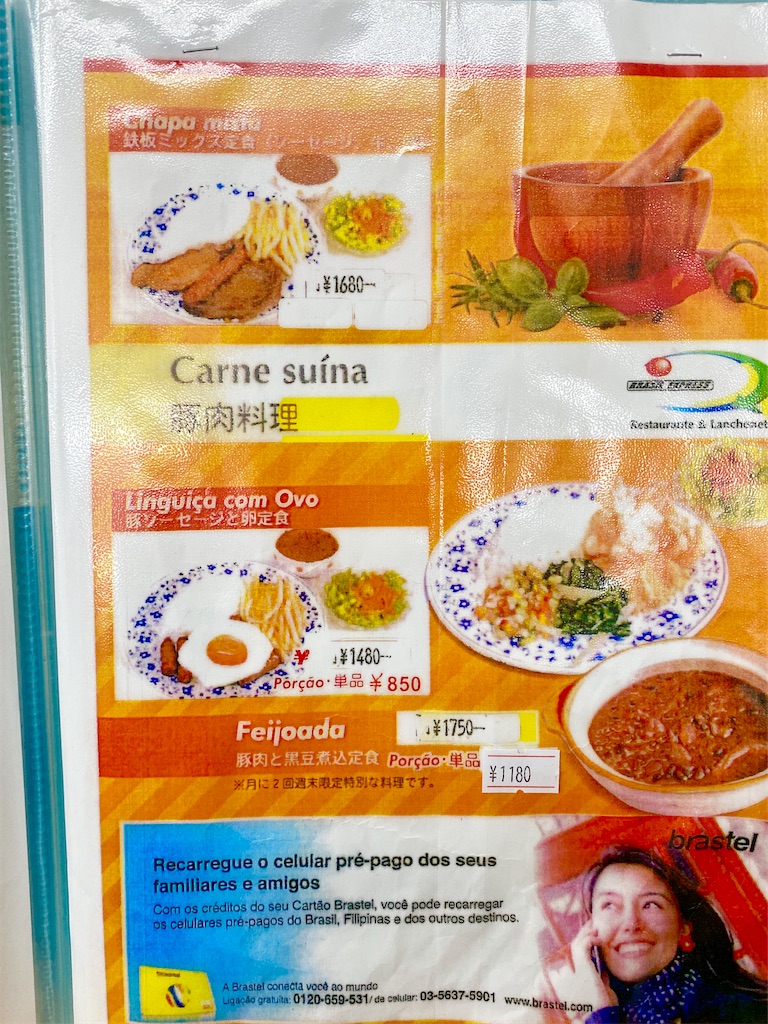 Chapa mista
鉄板ミックス定食 (ソーセージ、
¥1680~
Carne suína
豚肉料理
BRASIL EXPRESS
Restaurante & Lanchonet
Linguiça com Ovo
豚ソーセージと卵定食
¥1480~
Porção・単品 ¥850
Feijoada
¥1750~
豚肉と黒豆煮込定食 Porção・単品
¥1180
※月に2回週末限定特別な料理です。
brastel
Recarregue o celular pré-pago dos seus
familiares e amigos
Com os créditos do seu Cartão Brastel, você pode recarregar
os celulares pré-pagos do Brasil, Filipinas e dos outros destinos.
A Brastel conecta você ao mundo
Ligação gratuita: 0120-659-531/ de celular: 03-5637-5901 www.brastel.com